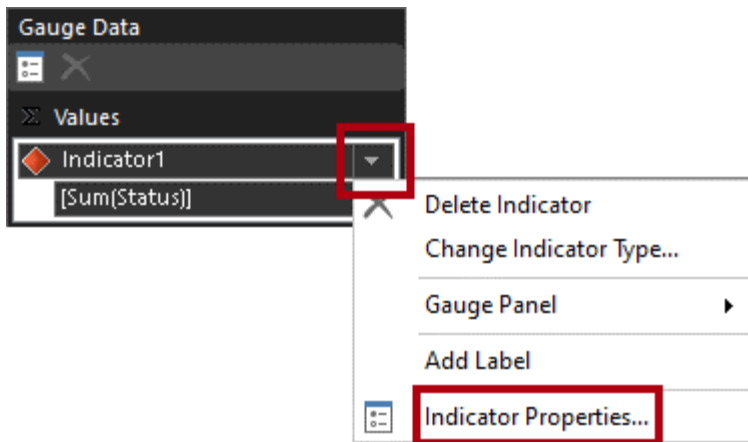 Gauge Data
Values
Indicator1
[Sum(Status)]
Delete Indicator
Change Indicator Type...
Gauge Panel
Add Label
Indicator Properties...